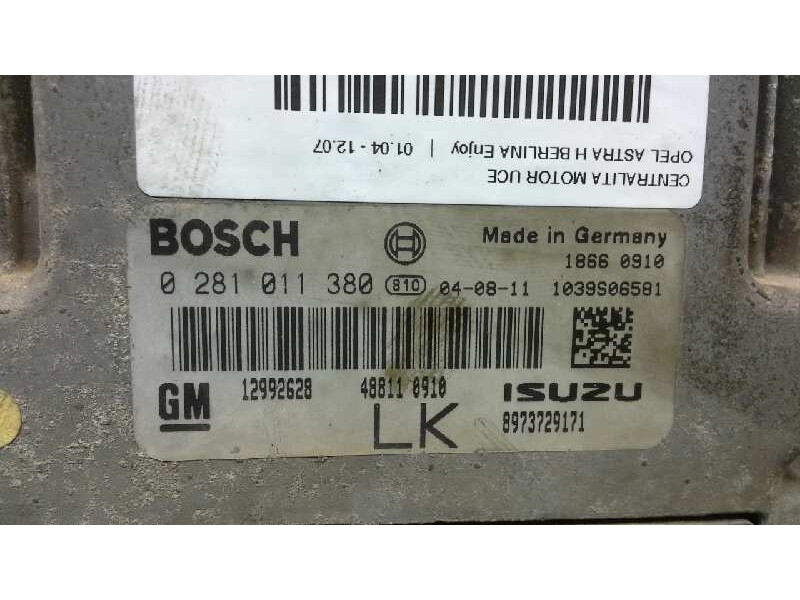 CENTRALITA MOTOR UCE
OPEL ASTRA H BERLINA Enjoy | 01.04 - 12.07
BOSCH Made in Germany
1866 0910
0 281 011 380 810 04-08-11 1039S06581
12992628 48811 0910 ISUZU
GM LK 8973729171